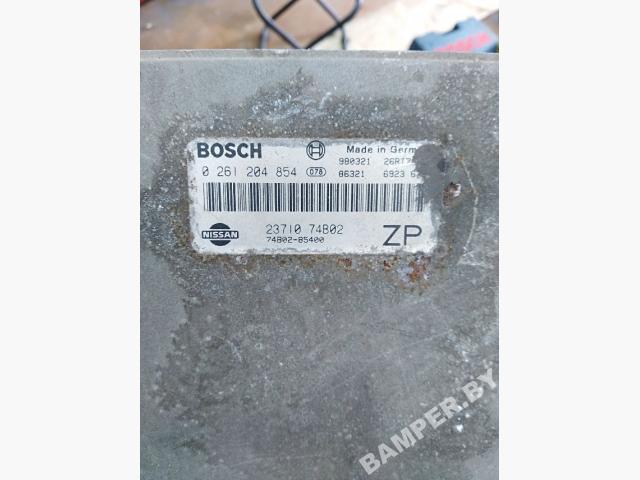 BOSCH Made in Germ
980321
0 261 204 854 078 86321 6923
NISSAN 23710 74B02 ZP
74B02-85400
BAMPER.BY